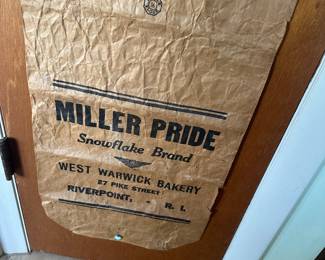 MILLER PRIDE
Snowflake Brand
WEST WARWICK BAKERY
27 PIKE STREET
RIVERPOINT, - R. I.